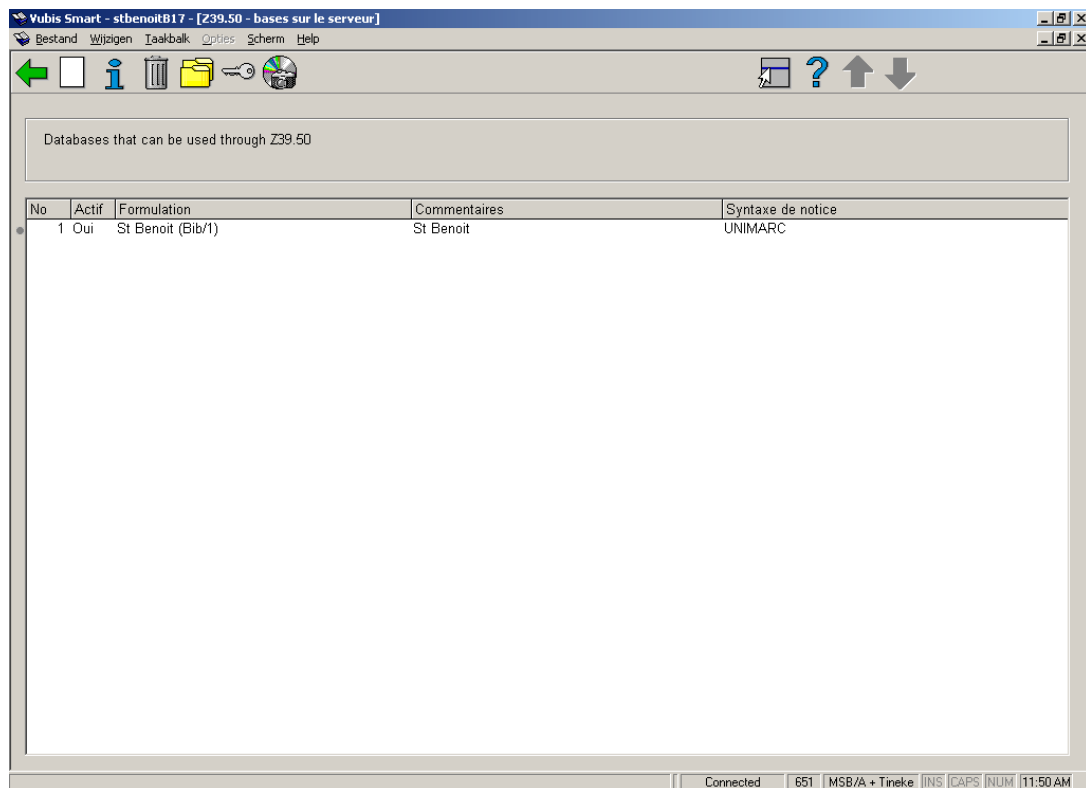 Vubis Smart - stbenoitB17 - [Z39.50 - bases sur le serveur]
Bestand Wijzigen Taakbalk Opties Scherm Help
Databases that can be used through Z39.50
No Actif Formulation Commentaires Syntaxe de notice
1 Oui St Benoit (Bib/1) St Benoit UNIMARC
Connected 651 MSB/A + Tineke INS CAPS NUM 11:50 AM